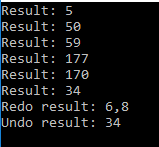 Result: 5
Result: 50
Result: 59
Result: 177
Result: 170
Result: 34
Redo result: 6,8
Undo result: 34